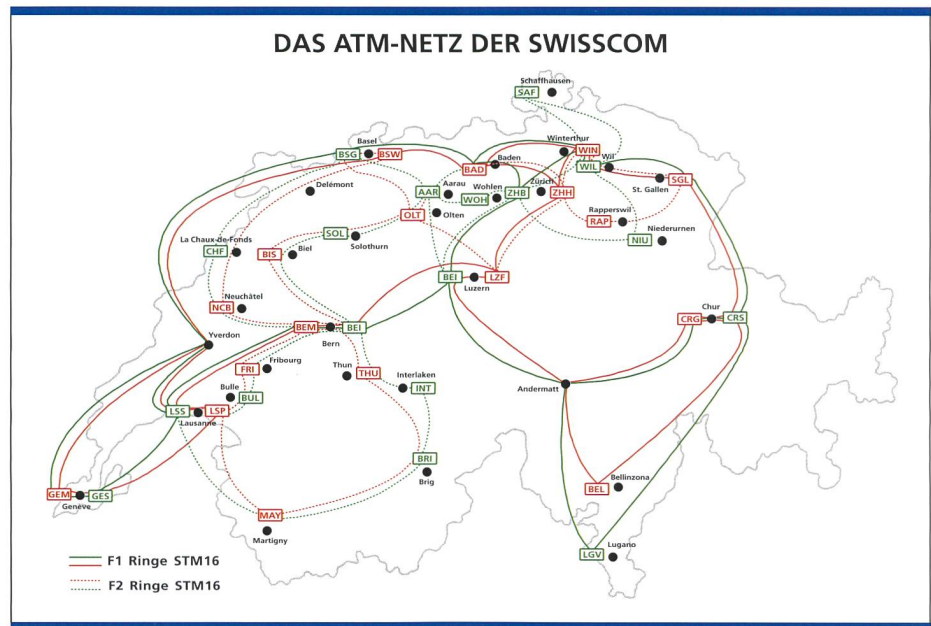 DAS ATM-NETZ DER SWISSCOM
Schaffhausen
SAF
Basel
BSG
BSW
Winterthur
WIN
Wil
WIL
Baden
BAD
Zürich
ZHB
ZHH
Wohlen
WOH
Aarau
AAR
St. Gallen
SGL
Delémont
OLT
Olten
Rapperswil
RAP
Niederurnen
NIU
SOL
Solothurn
La Chaux-de-Fonds
CHF
BIS
Biel
BEI
LZF
Luzern
Neuchâtel
NCB
Chur
CRG
CRS
BEM
BEI
Bern
Yverdon
Fribourg
FRI
Thun
THU
Interlaken
INT
Andermatt
Bulle
BUL
LSS
LSP
Lausanne
BRI
Brig
Bellinzona
BEL
GEM
GES
Genève
MAY
Martigny
Lugano
LGV
F1 Ringe STM16
F2 Ringe STM16